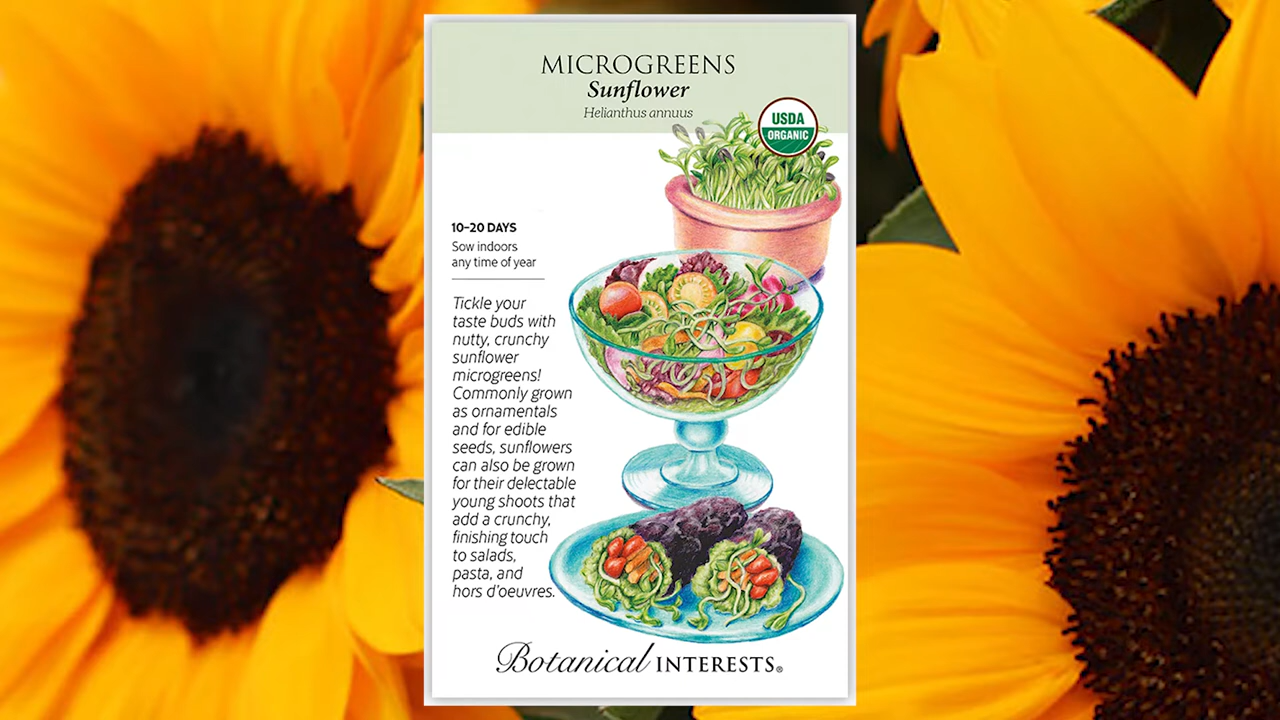 MICROGREENS
Sunflower
Helianthus annuus
USDA
ORGANIC
10-20 DAYS
Sow indoors
any time of year
Tickle your
taste buds with
nutty, crunchy
sunflower
microgreens!
Commonly grown
as ornamentals
and for edible
seeds, sunflowers
can also be grown
for their delectable
young shoots that
add a crunchy,
finishing touch
to salads,
pasta, and
hors d'oeuvres.
Botanical INTERESTS®